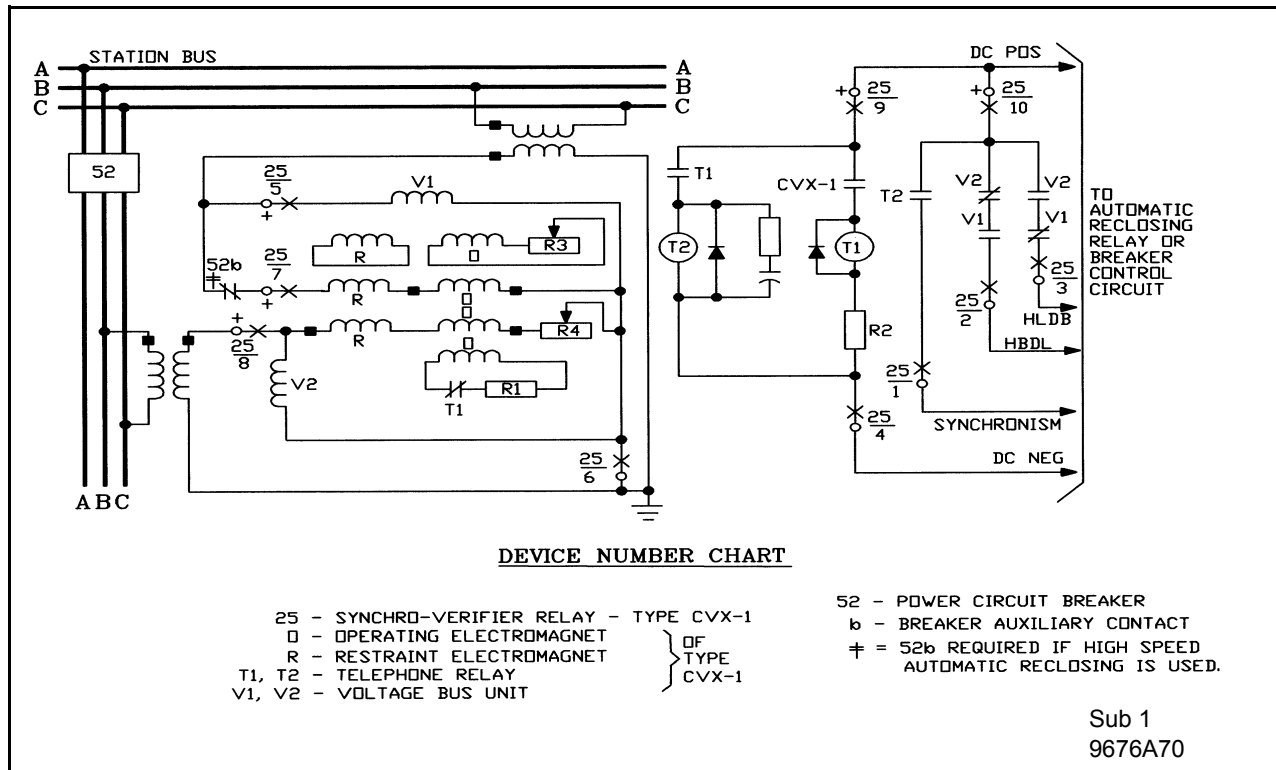 STATION BUS
A
B
C
A
B
C
52
25
5
+
V1
R
O
R3
52b
ǂ
25
7
+
R
O
+
25
8
R
O
R4
V2
O
T1
R1
25
6
A B C
DC POS
+
25
9
+
25
10
T1
CVX-1
T2
T1
R2
25
4
T2
V2
V1
V2
V1
25
3
HLDB
25
2
HBDL
25
1
SYNCHRONISM
DC NEG
TO
AUTOMATIC
RECLOSING
RELAY OR
BREAKER
CONTROL
CIRCUIT
DEVICE NUMBER CHART
25 - SYNCHRO-VERIFIER RELAY - TYPE CVX-1
O - OPERATING ELECTROMAGNET
R - RESTRAINT ELECTROMAGNET
T1, T2 - TELEPHONE RELAY
V1, V2 - VOLTAGE BUS UNIT
OF
TYPE
CVX-1
52 - POWER CIRCUIT BREAKER
b - BREAKER AUXILIARY CONTACT
ǂ = 52b REQUIRED IF HIGH SPEED
AUTOMATIC RECLOSING IS USED.
Sub 1
9676A70